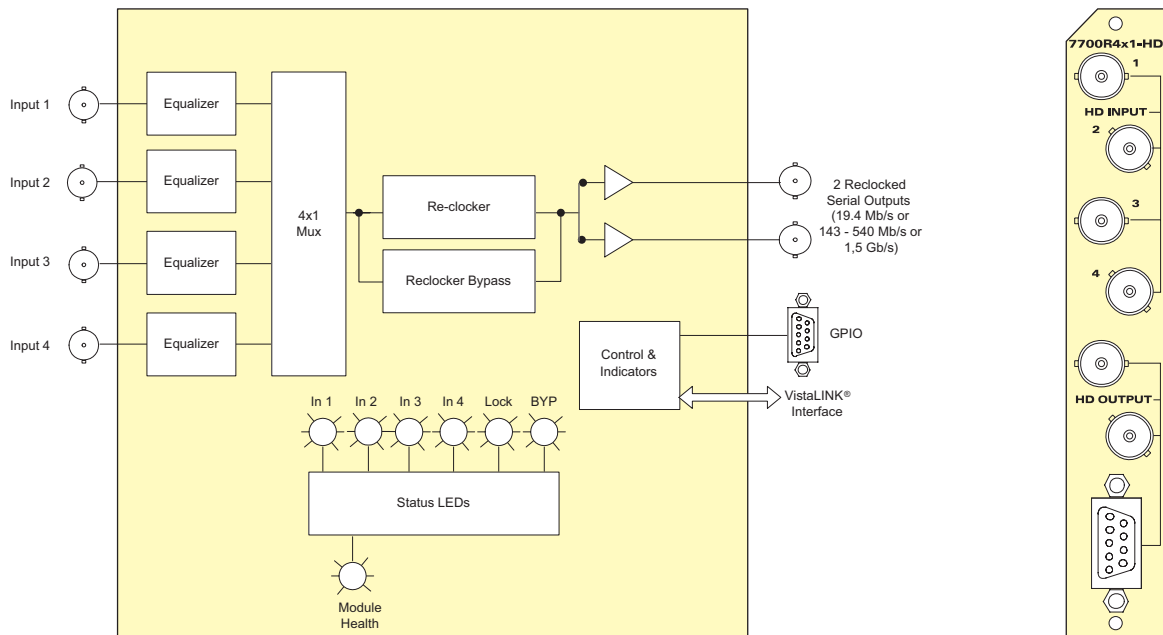 Input 1
Equalizer
Input 2
Equalizer
Input 3
Equalizer
Input 4
Equalizer
4x1
Mux
Re-clocker
Reclocker Bypass
2 Reclocked
Serial Outputs
(19.4 Mb/s or
143 - 540 Mb/s or
1,5 Gb/s)
Control &
Indicators
GPIO
VistaLINK®
Interface
In 1
In 2
In 3
In 4
Lock
BYP
Status LEDs
Module
Health
7700R4x1-HD
1
HD INPUT
2
3
4
HD OUTPUT